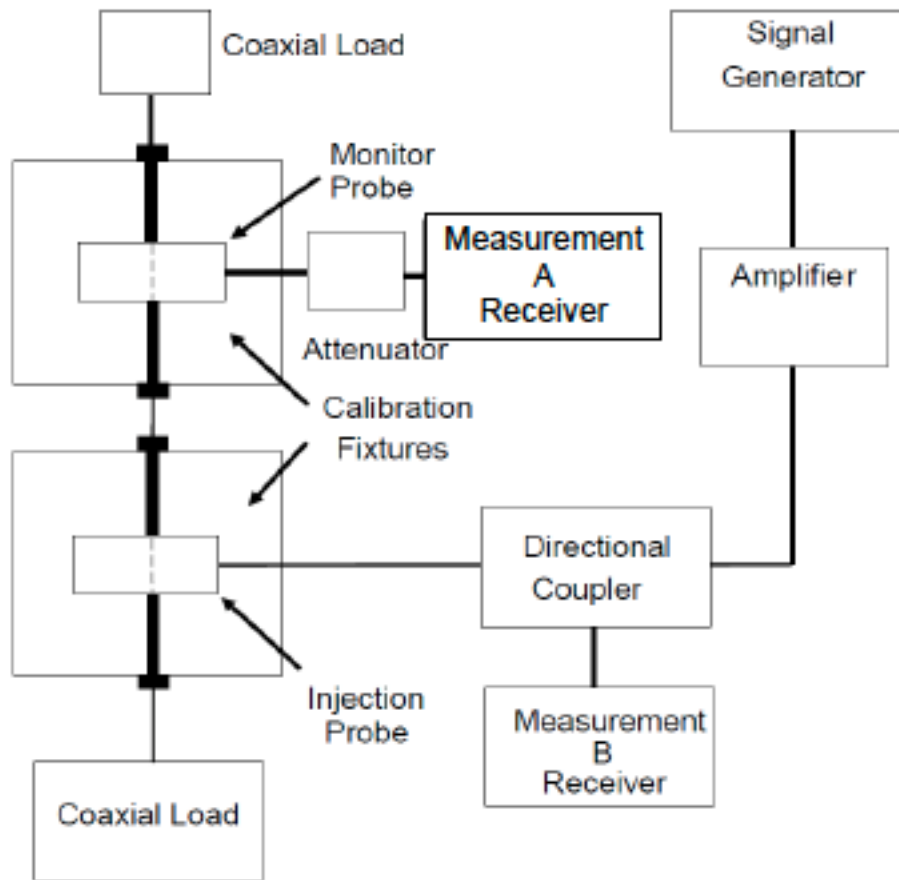 Coaxial Load
Signal
Generator
Monitor
Probe
Measurement
A
Receiver
Amplifier
Attenuator
Calibration
Fixtures
Directional
Coupler
Injection
Probe
Measurement
B
Receiver
Coaxial Load